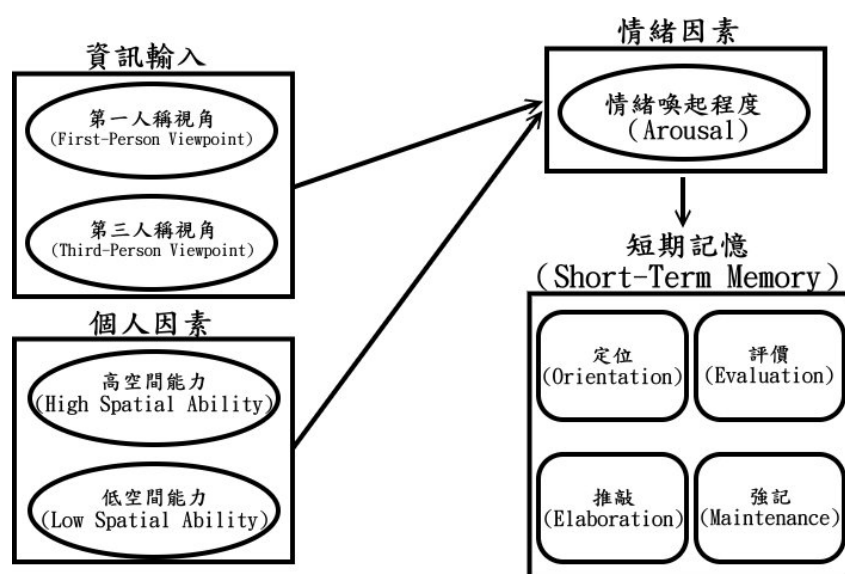 資訊輸入
第一人稱視角
(First-Person Viewpoint)
第三人稱視角
(Third-Person Viewpoint)
個人因素
高空間能力
(High Spatial Ability)
低空間能力
(Low Spatial Ability)
情緒因素
情緒喚起程度
(Arousal)
短期記憶
(Short-Term Memory)
定位
(Orientation)
評價
(Evaluation)
推敲
(Elaboration)
強記
(Maintenance)